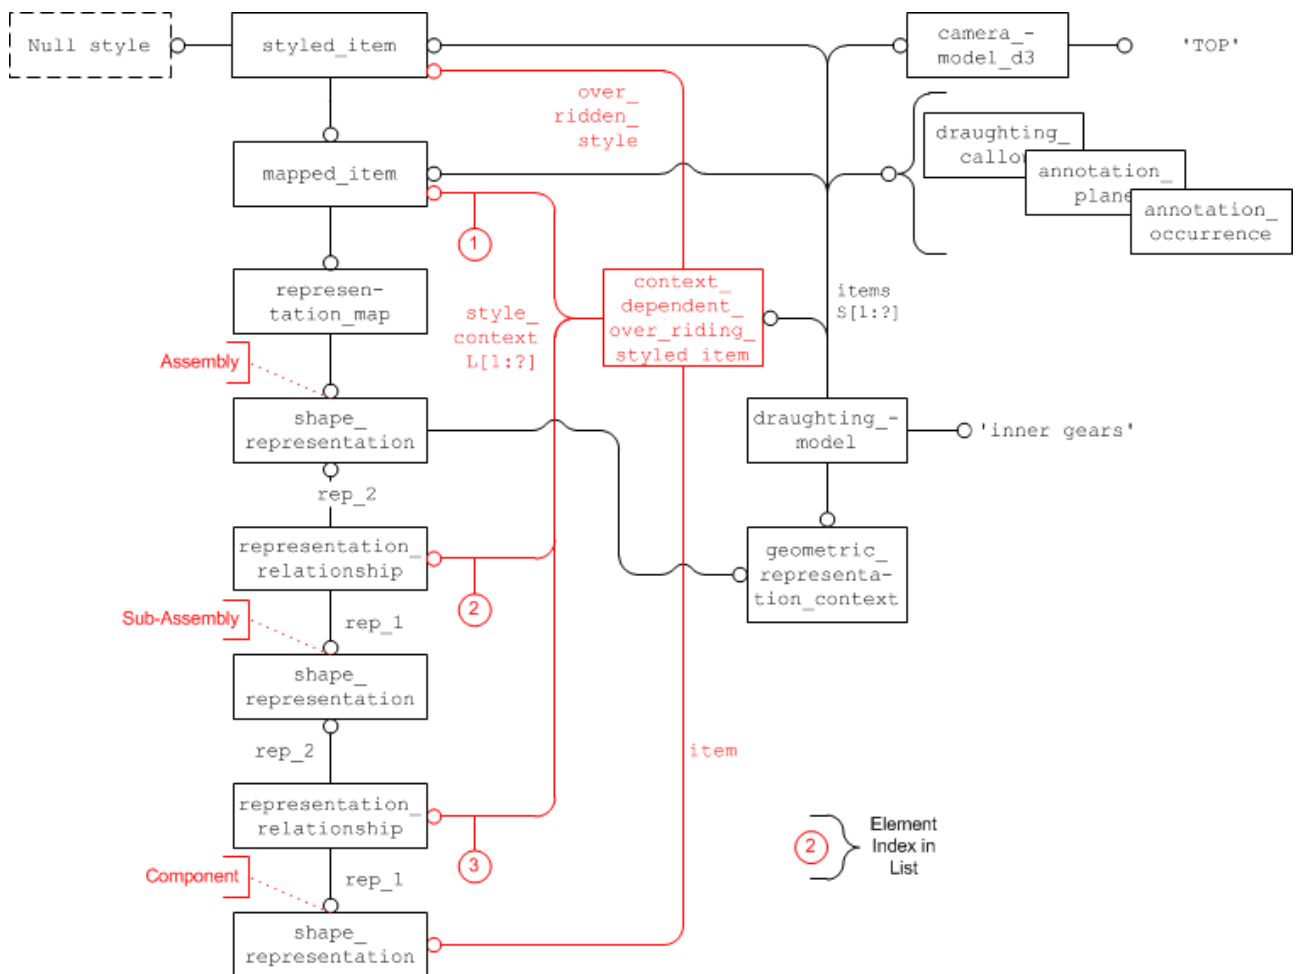 Null style
styled_item
camera_-
model_d3
'TOP'
over_
ridden_
style
draughting_
mapped_item
annotation_
annotation_
occurrence
1
represen-
tation_map
style_
context
L[1:?]
context_
dependent_
over_riding_
styled_item
items
S[1:?]
Assembly
shape_
representation
draughting_-
model
'inner gears'
rep_2
representation_
relationship
2
geometric_
representa-
tion_context
Sub-Assembly
rep_1
shape_
representation
rep_2
item
representation_
relationship
3
2
Element
Index in
List
Component
rep_1
shape_
representation